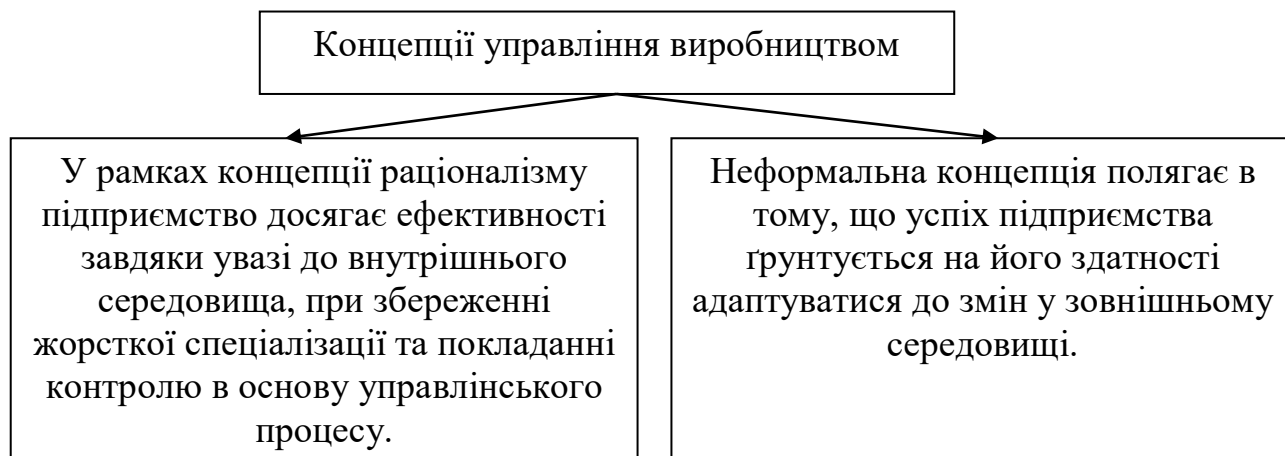 Концепції управління виробництвом
У рамках концепції раціоналізму
підприємство досягає ефективності
завдяки увазі до внутрішнього
середовища, при збереженні
жорсткої спеціалізації та покладанні
контролю в основу управлінського
процесу.
Неформальна концепція полягає в
тому, що успіх підприємства
ґрунтується на його здатності
адаптуватися до змін у зовнішньому
середовищі.